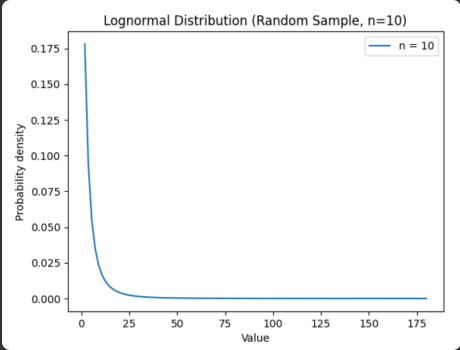 Lognormal Distribution (Random Sample, n=10)
n = 10
Probability density
0.175
0.150
0.125
0.100
0.075
0.050
0.025
0.000
0 25 50 75 100 125 150 175
Value